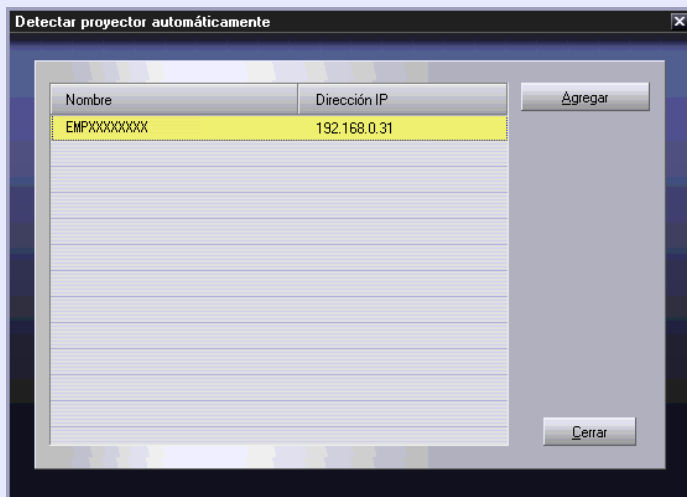 Detectar proyector automáticamente
Nombre Dirección IP Agregar
EMPXXXXXXXX 192.168.0.31
Cerrar